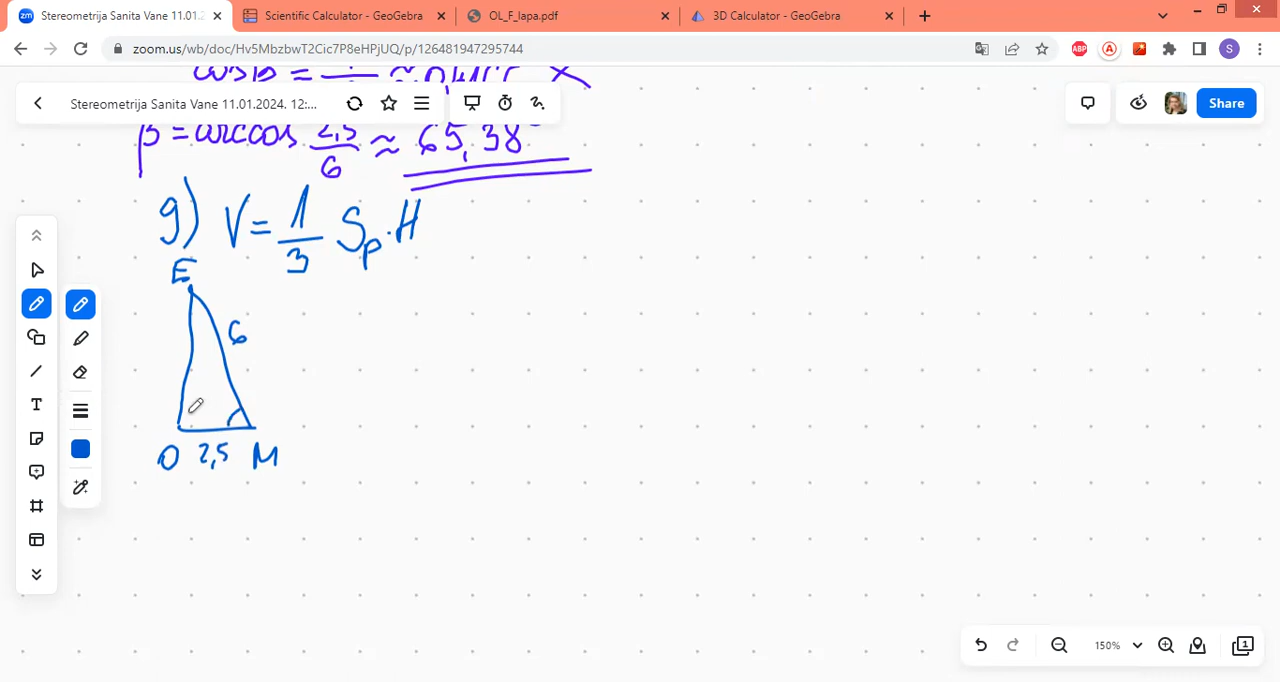 Stereometrija Sanita Vane 11.01.2
Scientific Calculator - GeoGebra
OL_F_lapa.pdf
3D Calculator - GeoGebra
zoom.us/wb/doc/Hv5MbzbwT2Cic7P8eHPjUQ/p/126481947295744
ABP
S
Stereometrija Sanita Vane 11.01.2024. 12:...
Share
β = arccos 2,5/6 ≈ 65,38°
g) V = 1/3 Sp · H
E
6
O 2,5 M
T
150%
1